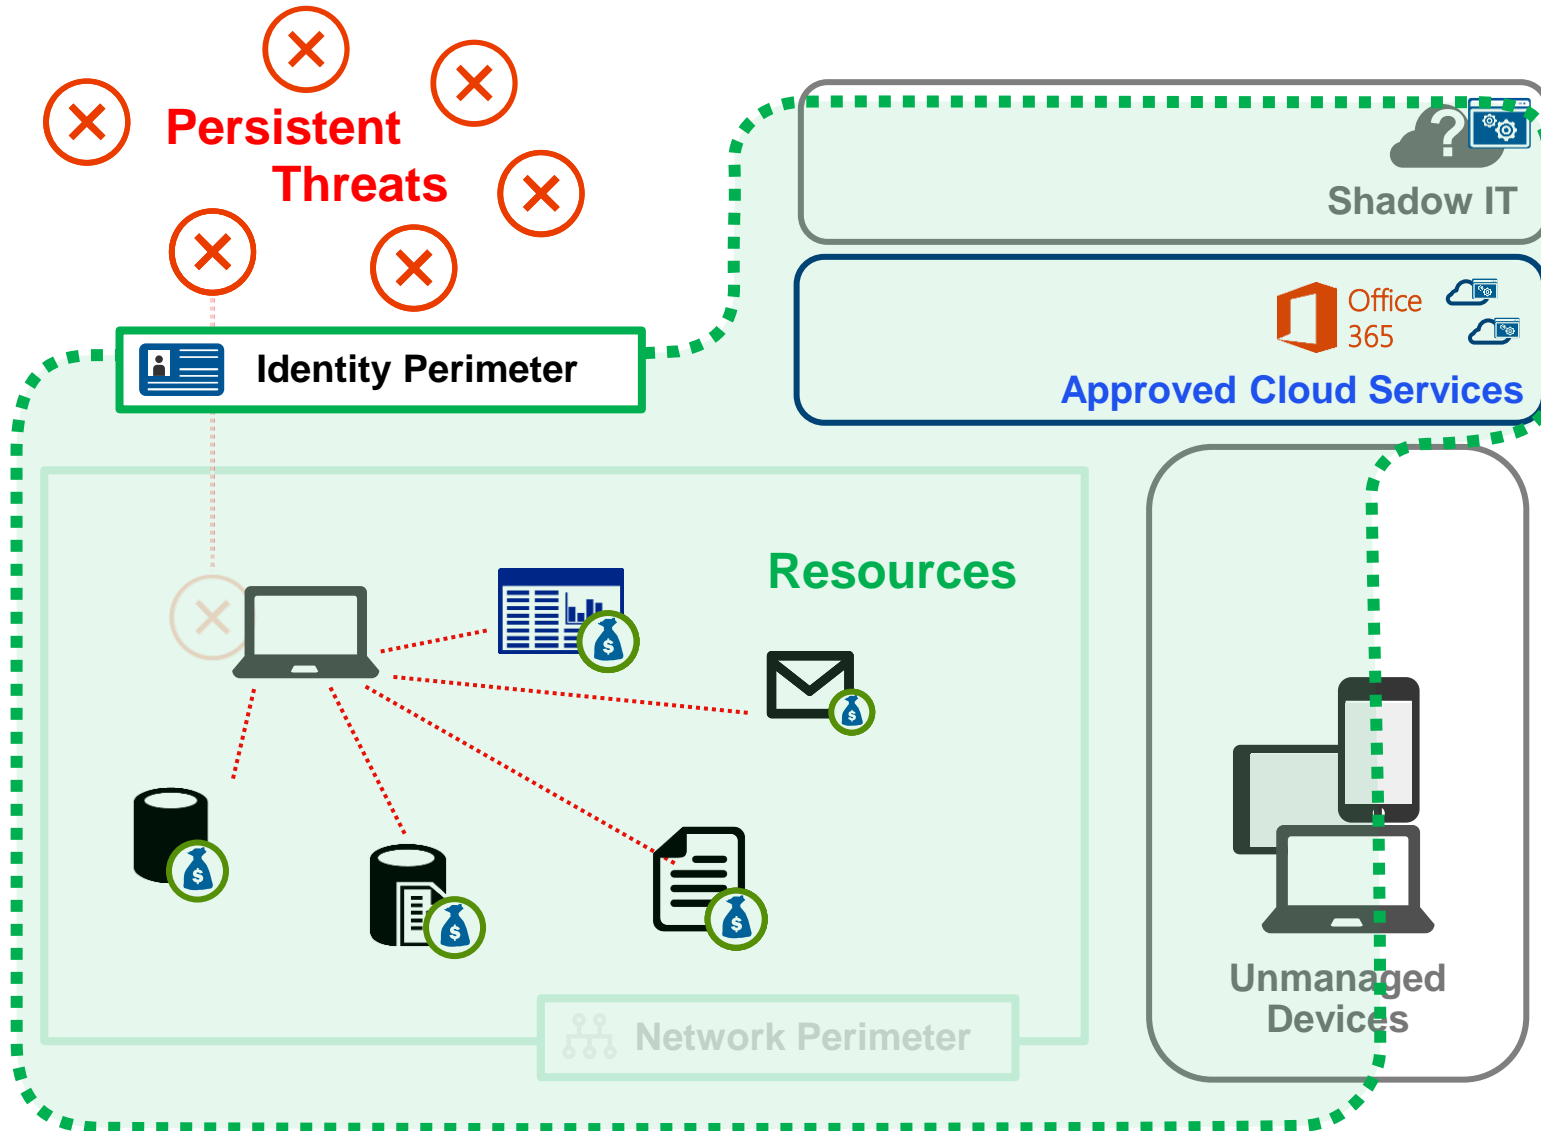 Persistent
Threats
?
Shadow IT
Office
365
Approved Cloud Services
Identity Perimeter
Resources
$
$
$
$
$
Unmanaged
Devices
Network Perimeter